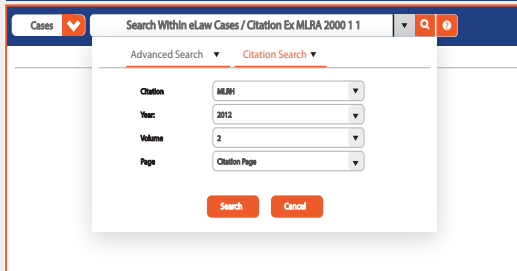 Cases Search Within eLaw Cases / Citation Ex MLRA 2000 1 1
Advanced Search Citation Search
Citation MLRH
Year: 2012
Volume 2
Page Citation Page
Search Cancel